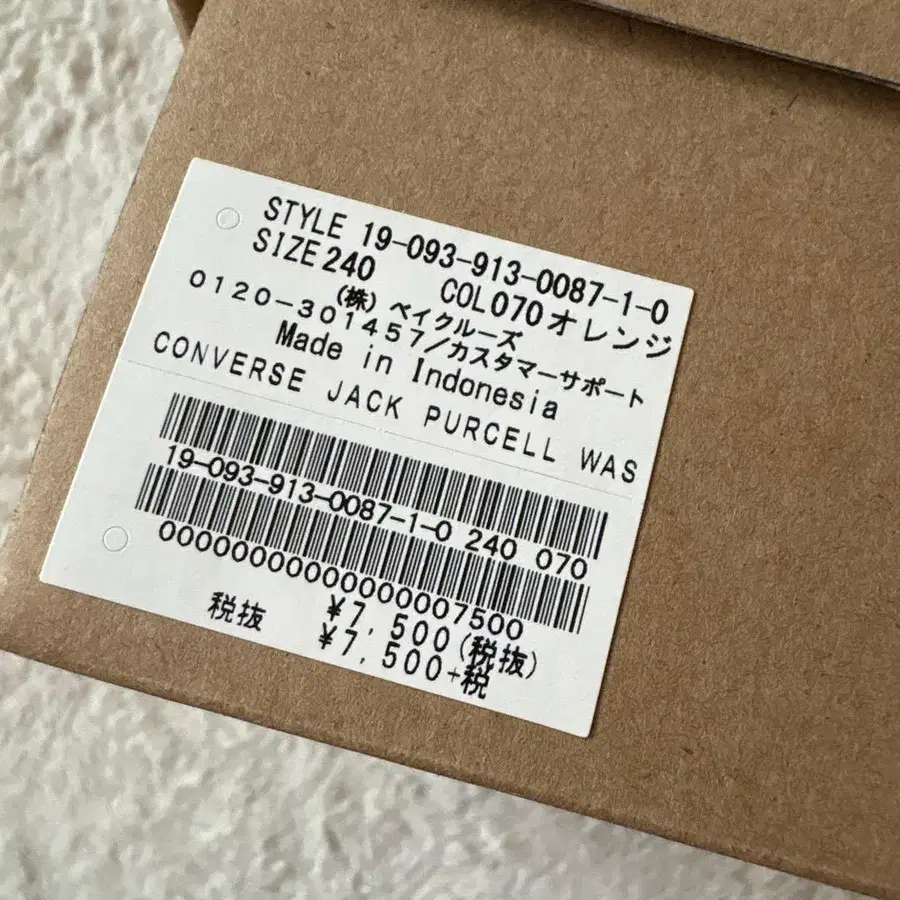 STYLE 19-093-913-0087-1-0
SIZE240 COL070オレンジ
(株) ベイクルーズ
0120-301457/カスタマーサポート
Made in Indonesia
CONVERSE JACK PURCELL WAS
19-093-913-0087-1-0 240 070
00000000000000007500
税抜 ¥7,500(税抜)
¥7,500+税